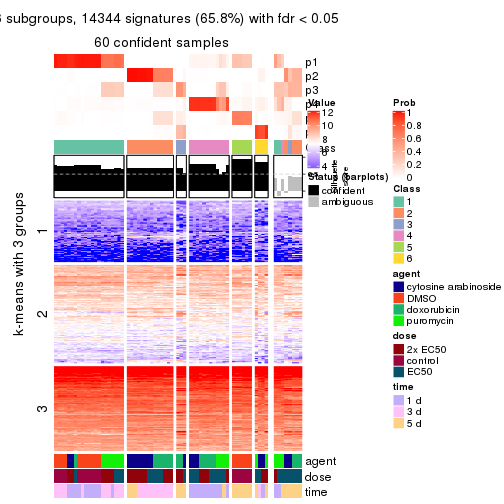 6 subgroups, 14344 signatures (65.8%) with fdr < 0.05
60 confident samples
p1
p2
p3
Value
12
10
8
6
4
Prob
1
0.8
0.6
0.4
0.2
0
Status (barplots)
confident
ambiguous
Class
1
2
3
4
5
6
k-means with 3 groups
1
2
3
agent
cytosine arabinoside
DMSO
doxorubicin
puromycin
dose
2x EC50
control
EC50
time
1 d
3 d
5 d
agent
dose
time